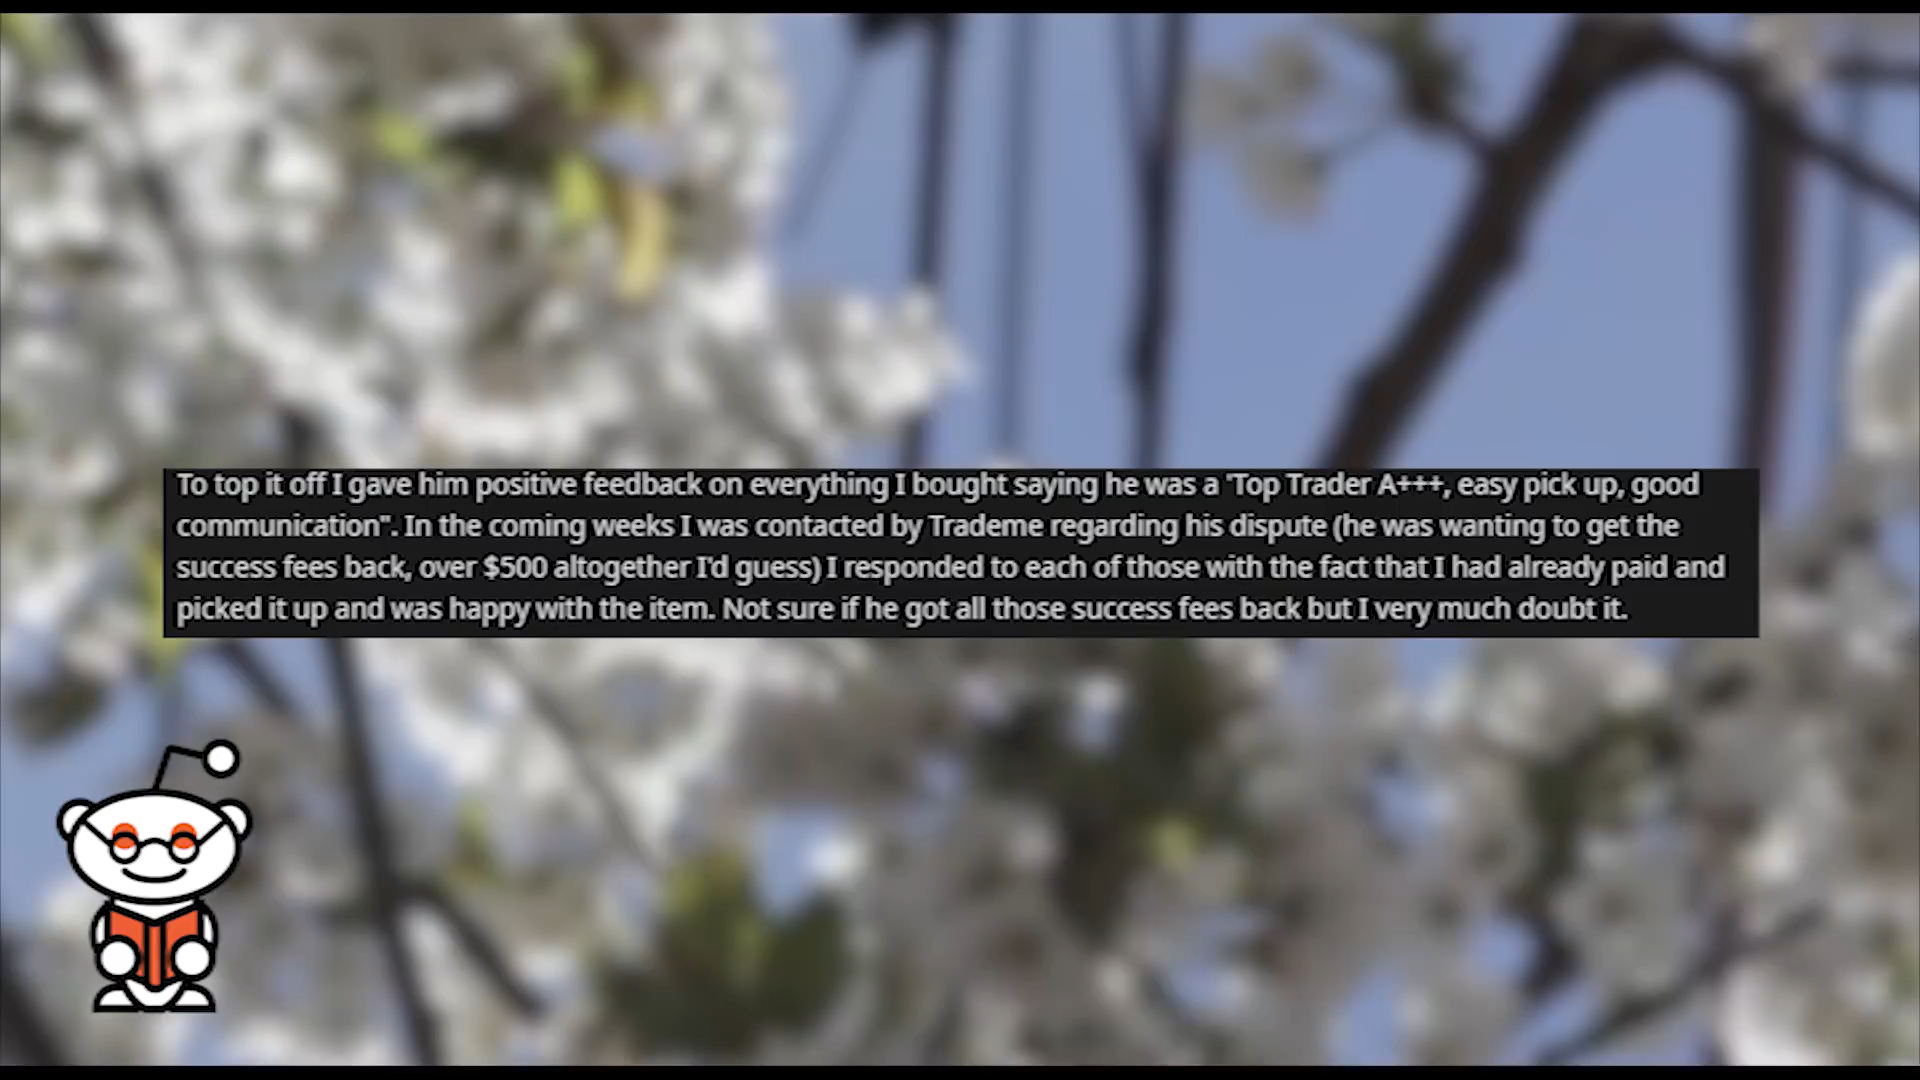 To top it off I gave him positive feedback on everything I bought saying he was a 'Top Trader A+++, easy pick up, good
communication". In the coming weeks I was contacted by Trademe regarding his dispute (he was wanting to get the
success fees back, over $500 altogether I'd guess) I responded to each of those with the fact that I had already paid and
picked it up and was happy with the item. Not sure if he got all those success fees back but I very much doubt it.